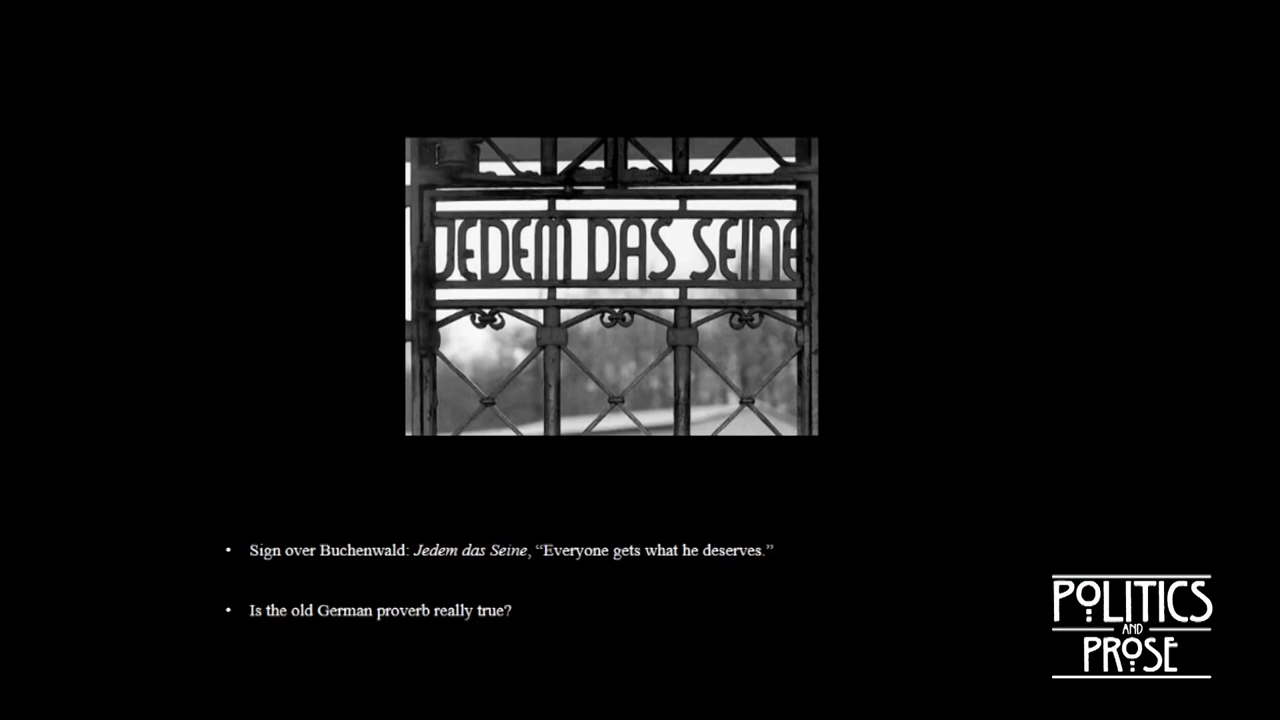 JEDEM DAS SEINE
• Sign over Buchenwald: Jedem das Seine, “Everyone gets what he deserves.”
• Is the old German proverb really true?
POLITICS
AND
PROSE